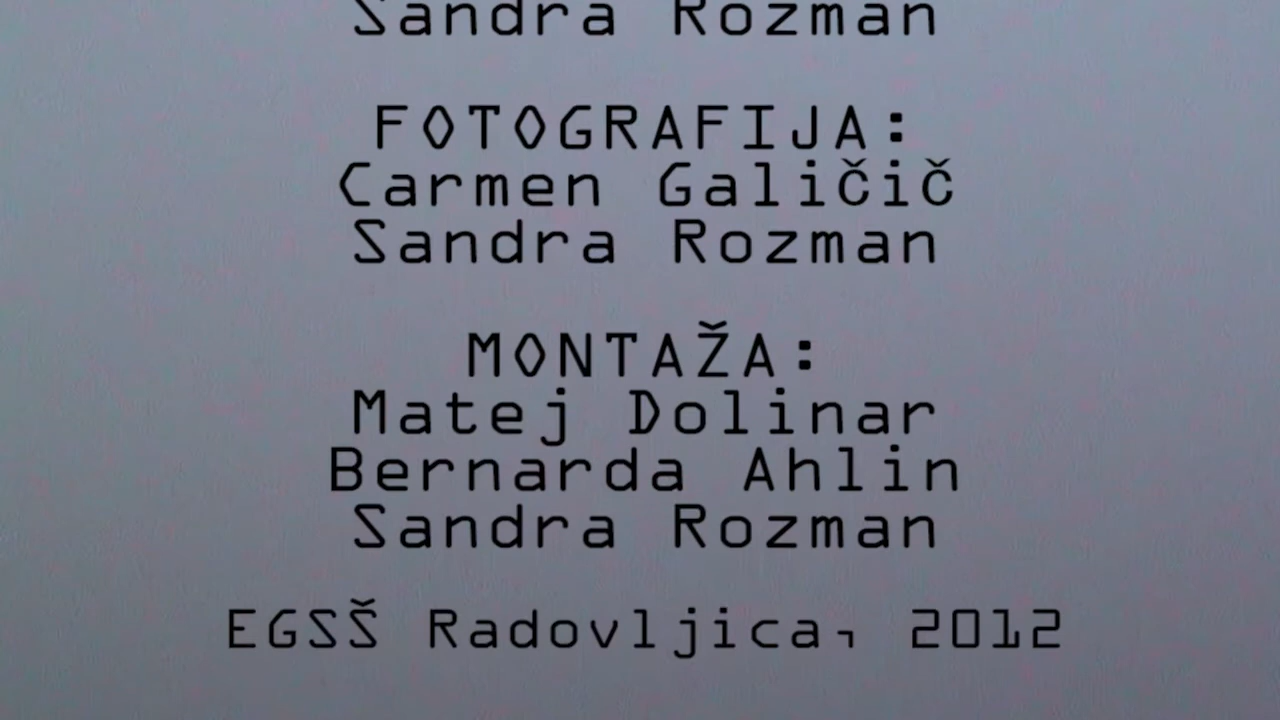 Sandra Rozman
FOTOGRAFIJA:
Carmen Galičič
Sandra Rozman
MONTAŽA:
Matej Dolinar
Bernarda Ahlin
Sandra Rozman
EGSŠ Radovljica, 2012